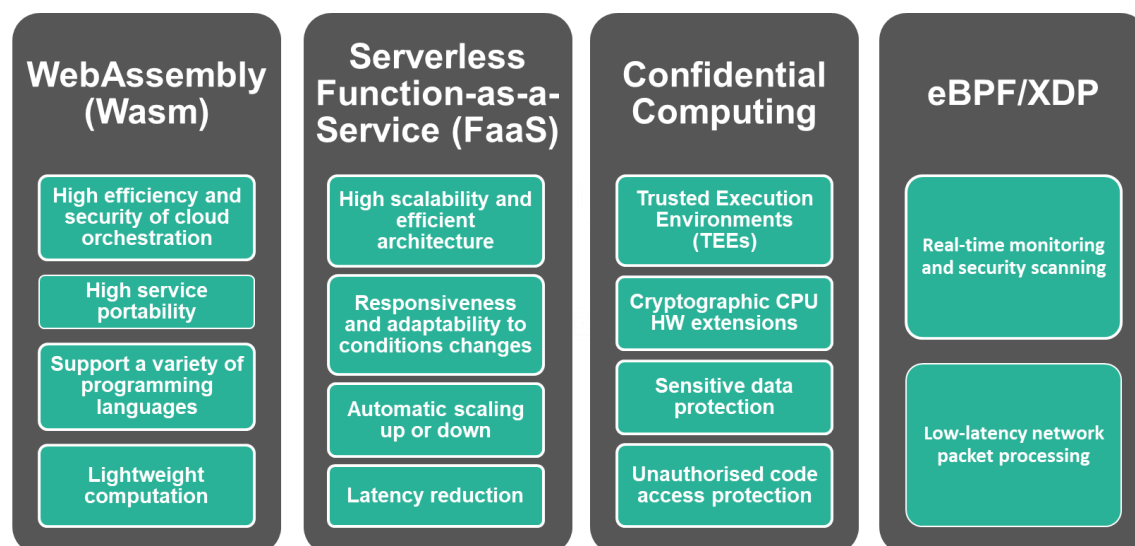 WebAssembly
(Wasm)
High efficiency and
security of cloud
orchestration
High service
portability
Support a variety of
programming
languages
Lightweight
computation
Serverless
Function-as-a-
Service (FaaS)
High scalability and
efficient
architecture
Responsiveness
and adaptability to
conditions changes
Automatic scaling
up or down
Latency reduction
Confidential
Computing
Trusted Execution
Environments
(TEEs)
Cryptographic CPU
HW extensions
Sensitive data
protection
Unauthorised code
access protection
eBPF/XDP
Real-time monitoring
and security scanning
Low-latency network
packet processing